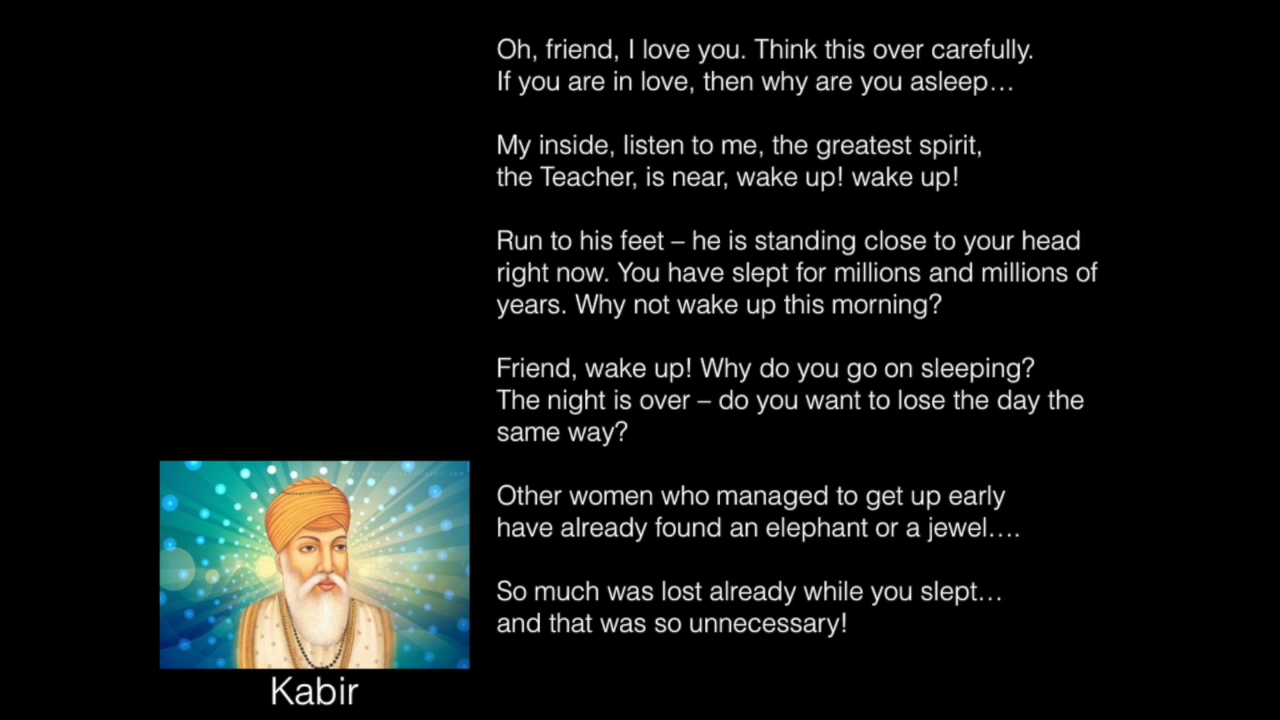 Oh, friend, I love you. Think this over carefully.
If you are in love, then why are you asleep…
My inside, listen to me, the greatest spirit,
the Teacher, is near, wake up! wake up!
Run to his feet – he is standing close to your head
right now. You have slept for millions and millions of
years. Why not wake up this morning?
Friend, wake up! Why do you go on sleeping?
The night is over – do you want to lose the day the
same way?
Other women who managed to get up early
have already found an elephant or a jewel….
So much was lost already while you slept…
and that was so unnecessary!
Kabir